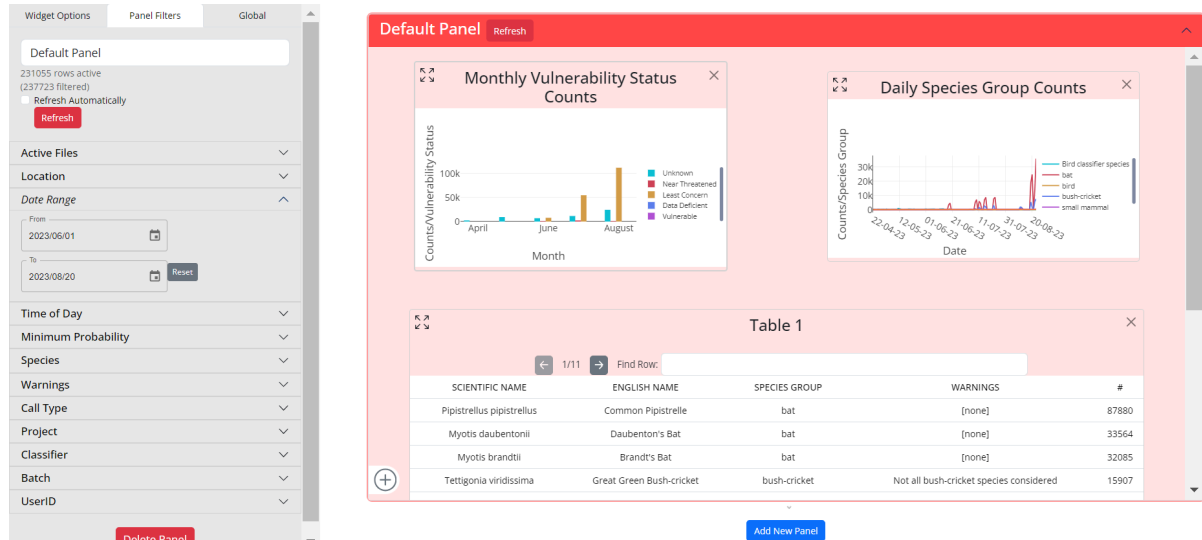 Widget Options Panel Filters Global
Default Panel
231055 rows active
(237723 filtered)
Refresh Automatically
Refresh
Active Files
Location
Date Range
From
2023/06/01
To
2023/08/20
Reset
Time of Day
Minimum Probability
Species
Warnings
Call Type
Project
Classifier
Batch
UserID
Delete Panel
Default Panel Refresh
Monthly Vulnerability Status
Counts
Counts/Vulnerability Status
100k
50k
0
April June August
Month
Unknown
Near Threatened
Least Concern
Data Deficient
Vulnerable
Daily Species Group Counts
Counts/Species Group
30k
20k
10k
0
22-04-23 12-05-23 01-06-23 21-06-23 11-07-23 31-07-23 20-08-23
Date
Bird classifier species
bat
bird
bush-cricket
small mammal
Table 1
1/11 Find Row:
SCIENTIFIC NAME ENGLISH NAME SPECIES GROUP WARNINGS #
Pipistrellus pipistrellus Common Pipistrelle bat [none] 87880
Myotis daubentonii Daubenton's Bat bat [none] 33564
Myotis brandtii Brandt's Bat bat [none] 32085
Tettigonia viridissima Great Green Bush-cricket bush-cricket Not all bush-cricket species considered 15907
Add New Panel